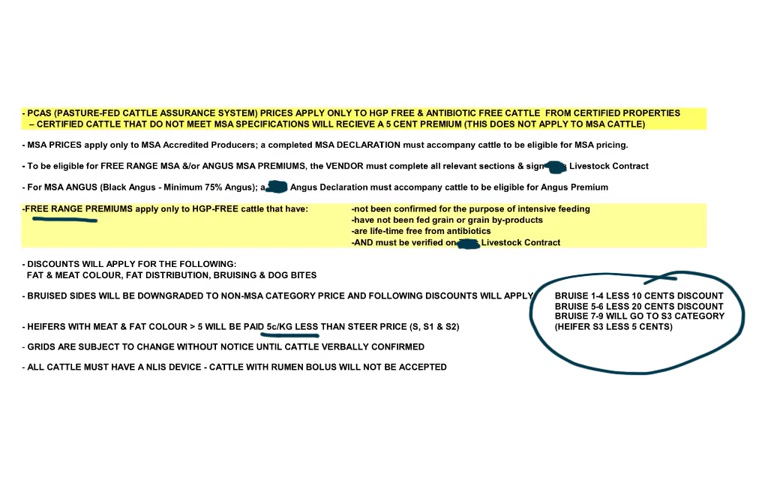 - PCAS (PASTURE-FED CATTLE ASSURANCE SYSTEM) PRICES APPLY ONLY TO HGP FREE & ANTIBIOTIC FREE CATTLE FROM CERTIFIED PROPERTIES
– CERTIFIED CATTLE THAT DO NOT MEET MSA SPECIFICATIONS WILL RECIEVE A 5 CENT PREMIUM (THIS DOES NOT APPLY TO MSA CATTLE)
- MSA PRICES apply only to MSA Accredited Producers; a completed MSA DECLARATION must accompany cattle to be eligible for MSA pricing.
- To be eligible for FREE RANGE MSA &/or ANGUS MSA PREMIUMS, the VENDOR must complete all relevant sections & sign Livestock Contract
- For MSA ANGUS (Black Angus - Minimum 75% Angus); a Angus Declaration must accompany cattle to be eligible for Angus Premium
-FREE RANGE PREMIUMS apply only to HGP-FREE cattle that have: -not been confirmed for the purpose of intensive feeding
-have not been fed grain or grain by-products
-are life-time free from antibiotics
-AND must be verified on Livestock Contract
- DISCOUNTS WILL APPLY FOR THE FOLLOWING:
FAT & MEAT COLOUR, FAT DISTRIBUTION, BRUISING & DOG BITES
- BRUISED SIDES WILL BE DOWNGRADED TO NON-MSA CATEGORY PRICE AND FOLLOWING DISCOUNTS WILL APPLY BRUISE 1-4 LESS 10 CENTS DISCOUNT
BRUISE 5-6 LESS 20 CENTS DISCOUNT
BRUISE 7-9 WILL GO TO S3 CATEGORY
- HEIFERS WITH MEAT & FAT COLOUR > 5 WILL BE PAID 5c/KG LESS THAN STEER PRICE (S, S1 & S2) (HEIFER S3 LESS 5 CENTS)
- GRIDS ARE SUBJECT TO CHANGE WITHOUT NOTICE UNTIL CATTLE VERBALLY CONFIRMED
- ALL CATTLE MUST HAVE A NLIS DEVICE - CATTLE WITH RUMEN BOLUS WILL NOT BE ACCEPTED